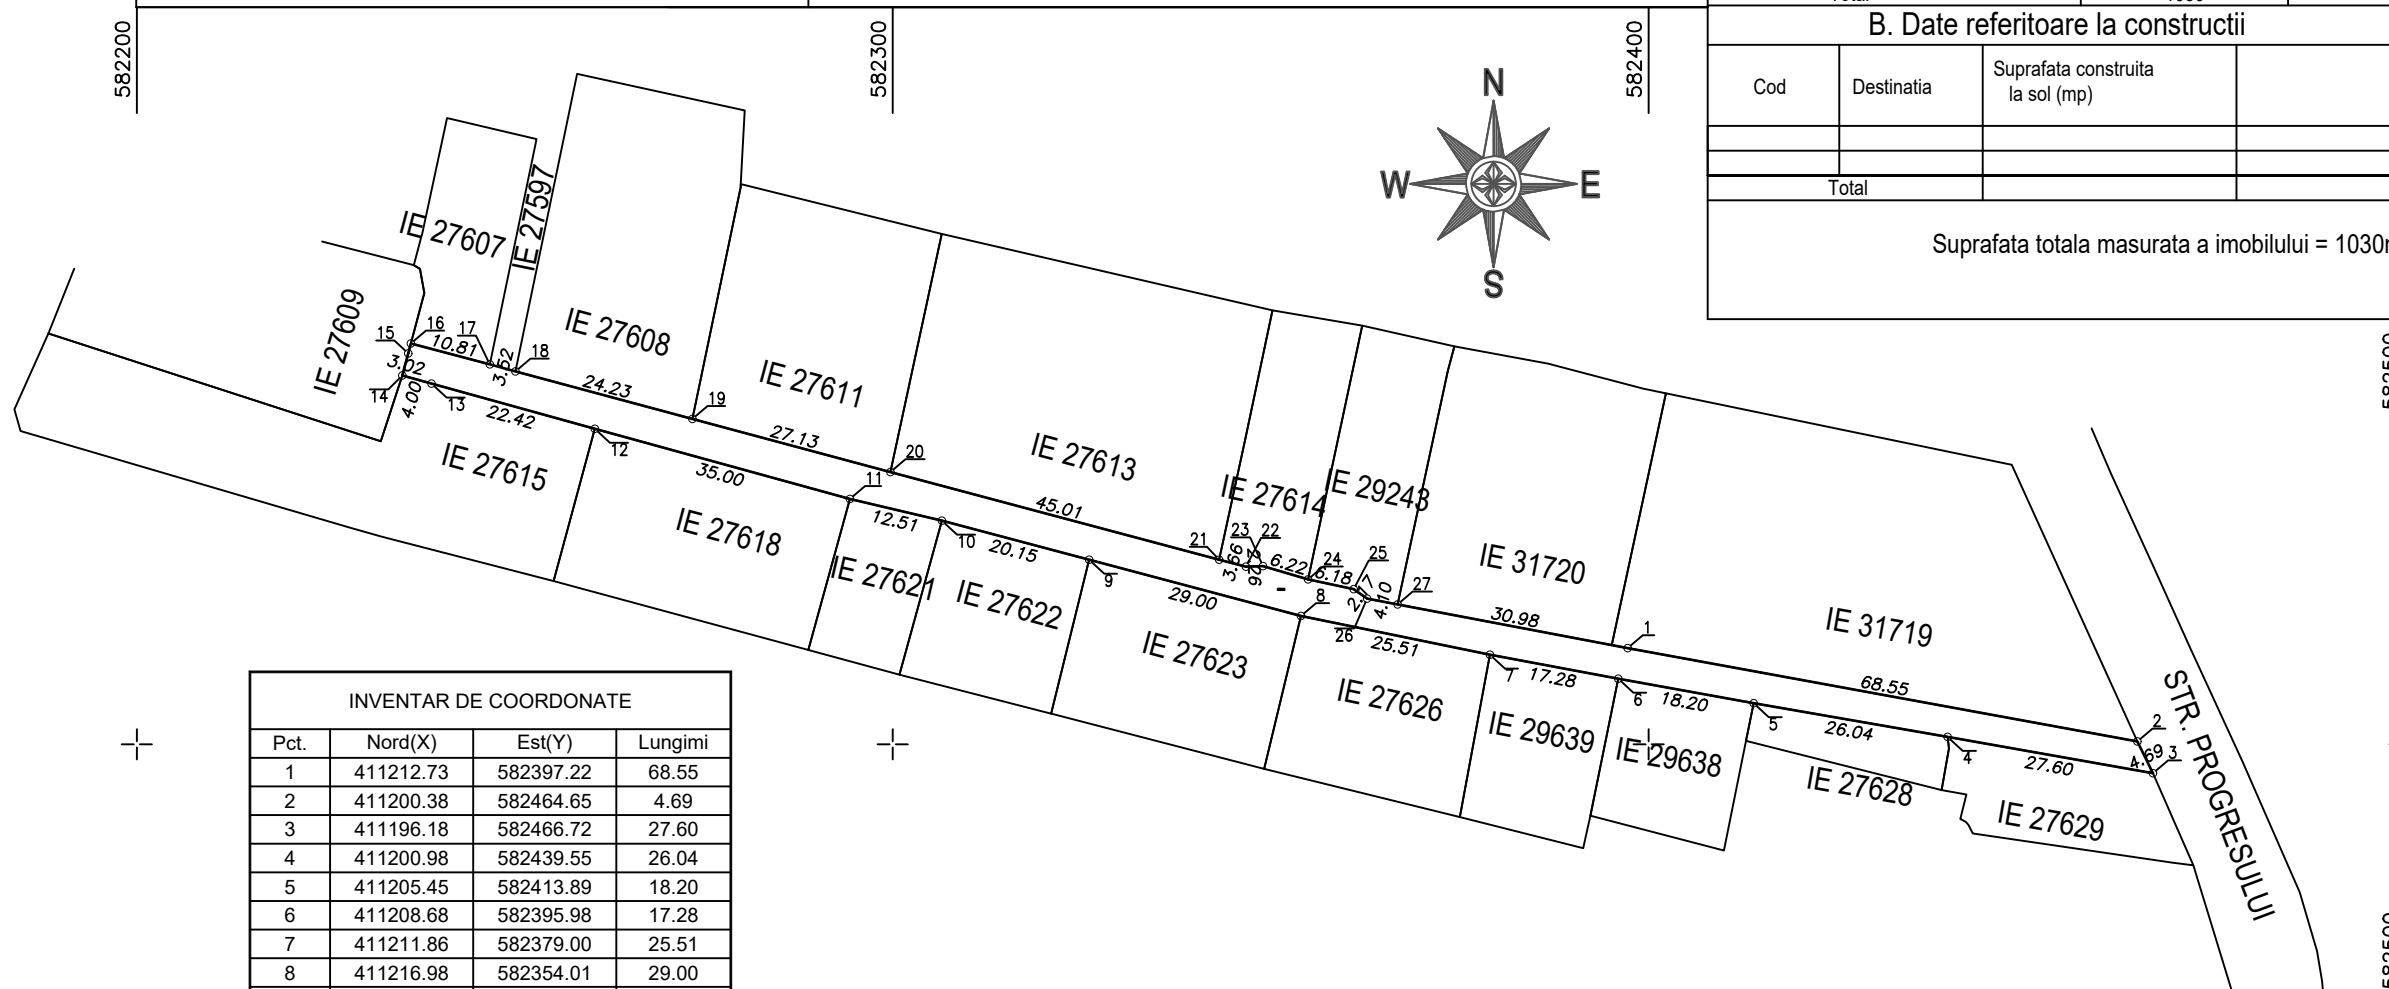 582200
582300
582400
B. Date referitoare la constructii
Cod
Destinatia
Suprafata construita
la sol (mp)
Total
Suprafata totala masurata a imobilului = 1030
N
W
E
S
IE 27607
IE 27597
IE 27609
IE 27608
IE 27611
IE 27613
IE 27614
IE 29243
IE 31720
IE 31719
IE 27615
IE 27618
IE 27621
IE 27622
IE 27623
IE 27626
IE 29639
IE 29638
IE 27628
IE 27629
STR. PROGRESULUI
15
16
17
18
19
20
21
23
22
24
25
27
1
2
3
14
13
12
11
10
9
8
26
7
6
5
4
10.81
3.52
24.23
27.13
45.01
3.66
6.22
6.18
4.10
30.98
68.55
4.69
3.02
4.00
22.42
35.00
12.51
20.15
29.00
25.51
17.28
18.20
26.04
27.60
INVENTAR DE COORDONATE
Pct. Nord(X) Est(Y) Lungimi
1 411212.73 582397.22 68.55
2 411200.38 582464.65 4.69
3 411196.18 582466.72 27.60
4 411200.98 582439.55 26.04
5 411205.45 582413.89 18.20
6 411208.68 582395.98 17.28
7 411211.86 582379.00 25.51
8 411216.98 582354.01 29.00